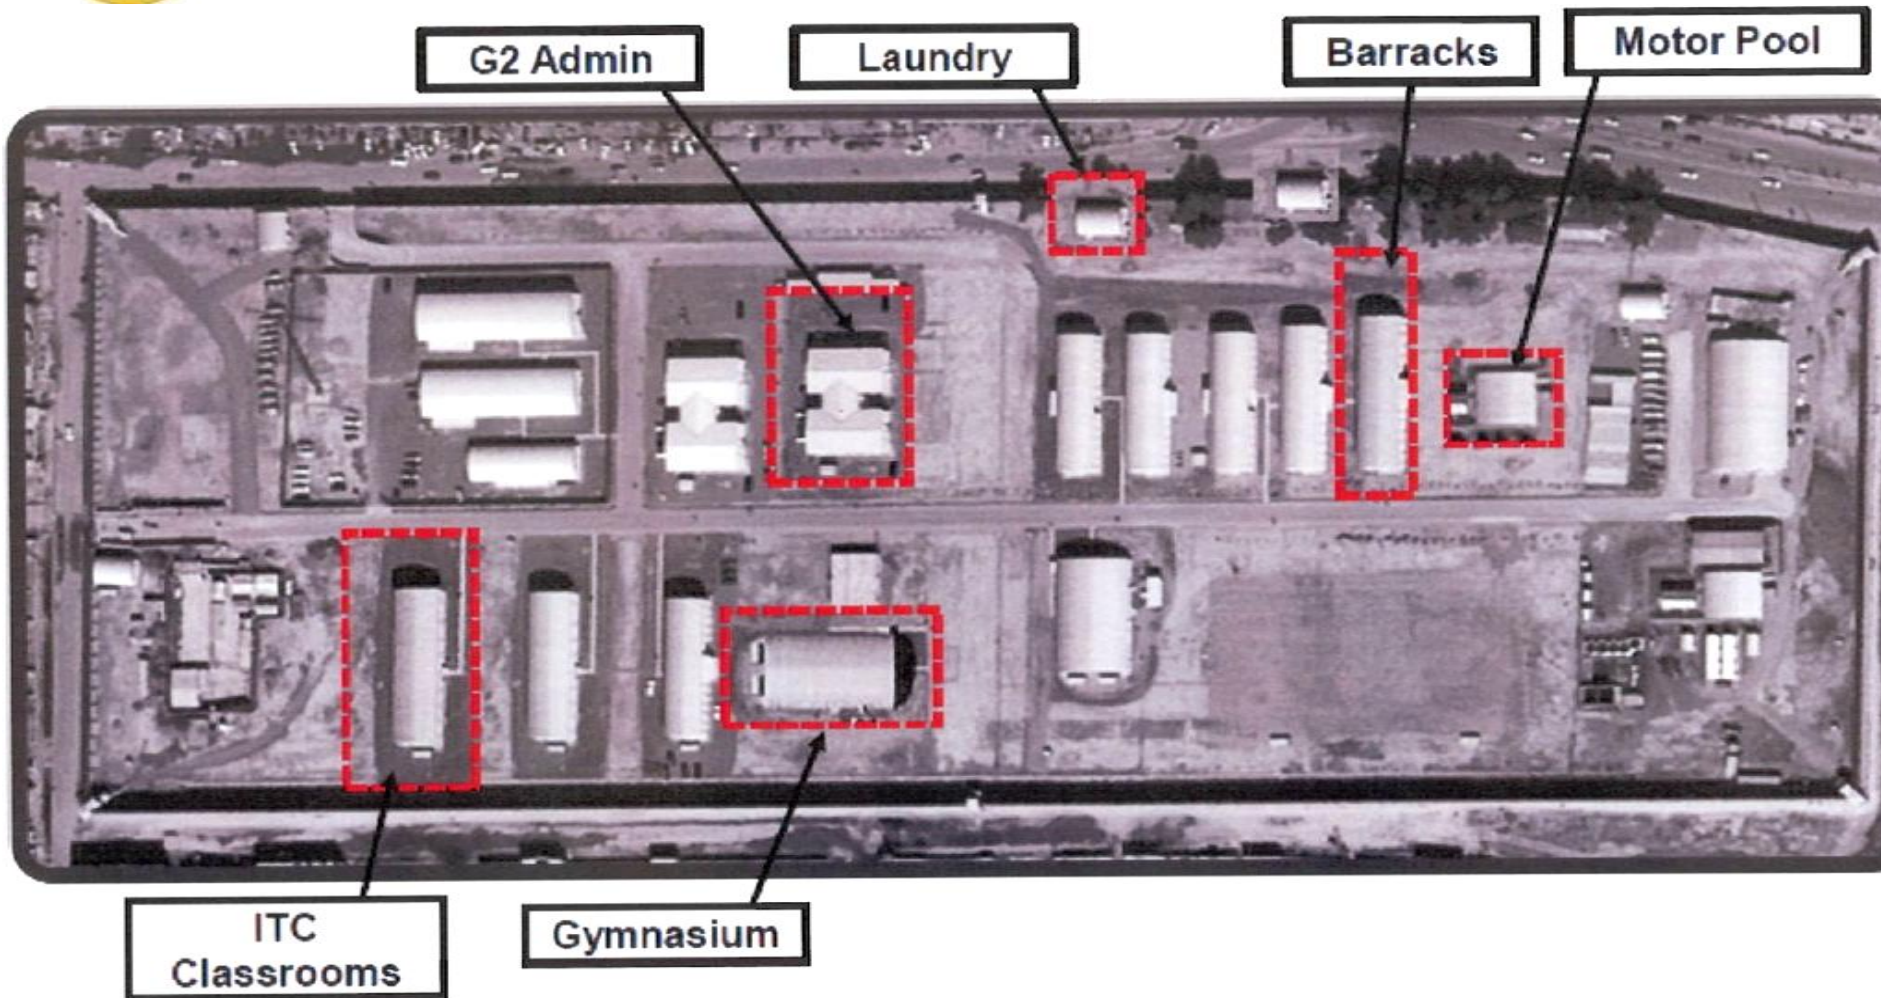 G2 Admin
Laundry
Barracks
Motor Pool
ITC
Classrooms
Gymnasium